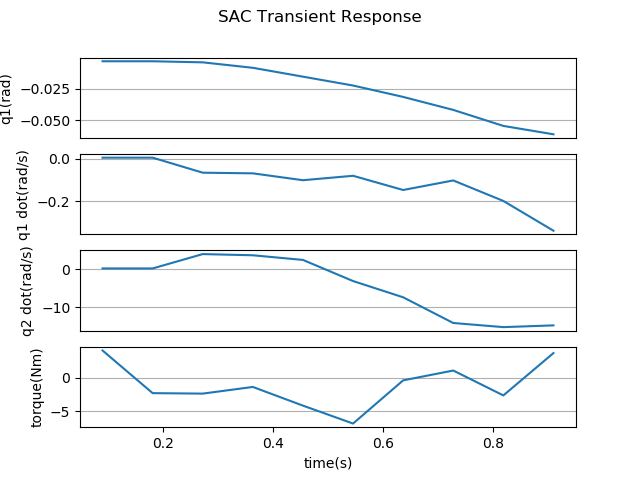 SAC Transient Response
q1(rad)
−0.025
−0.050
q1 dot(rad/s)
0.0
−0.2
q2 dot(rad/s)
0
−10
torque(Nm)
0
−5
0.2 0.4 0.6 0.8
time(s)